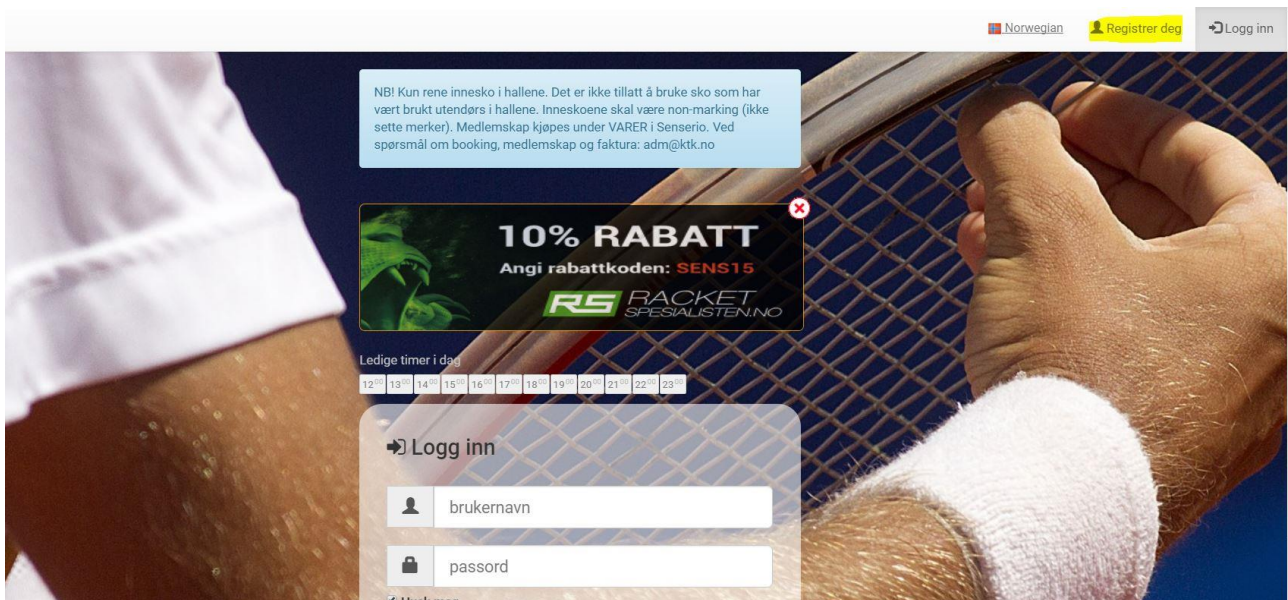 Norwegian
Registrer deg
Logg inn
NB! Kun rene innesko i hallene. Det er ikke tillatt å bruke sko som har
vært brukt utendørs i hallene. Inneskoene skal være non-marking (ikke
sette merker). Medlemskap kjøpes under VARER i Senserio. Ved
spørsmål om booking, medlemskap og faktura: adm@ktk.no
10% RABATT
Angi rabattkoden: SENS15
RS RACKET
SPESIALISTEN.NO
Ledige timer i dag
12⁰⁰ 13⁰⁰ 14⁰⁰ 15⁰⁰ 16⁰⁰ 17⁰⁰ 18⁰⁰ 19⁰⁰ 20⁰⁰ 21⁰⁰ 22⁰⁰ 23⁰⁰
Logg inn
brukernavn
passord